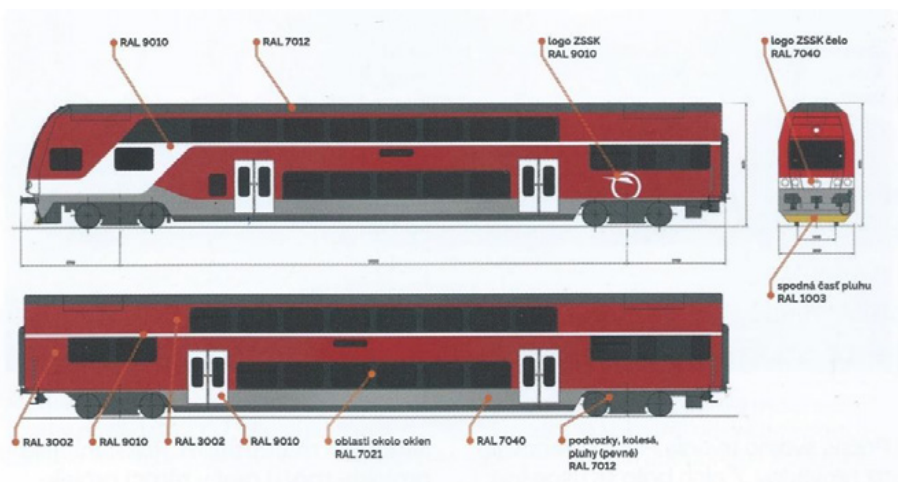 RAL 9010
RAL 7012
logo ZSSK
RAL 9010
logo ZSSK čelo
RAL 7040
spodná časť pluhu
RAL 1003
RAL 3002
RAL 9010
RAL 3002
RAL 9010
oblasti okolo okien
RAL 7021
RAL 7040
podvozky, kolesá,
pluhy (pevné)
RAL 7012